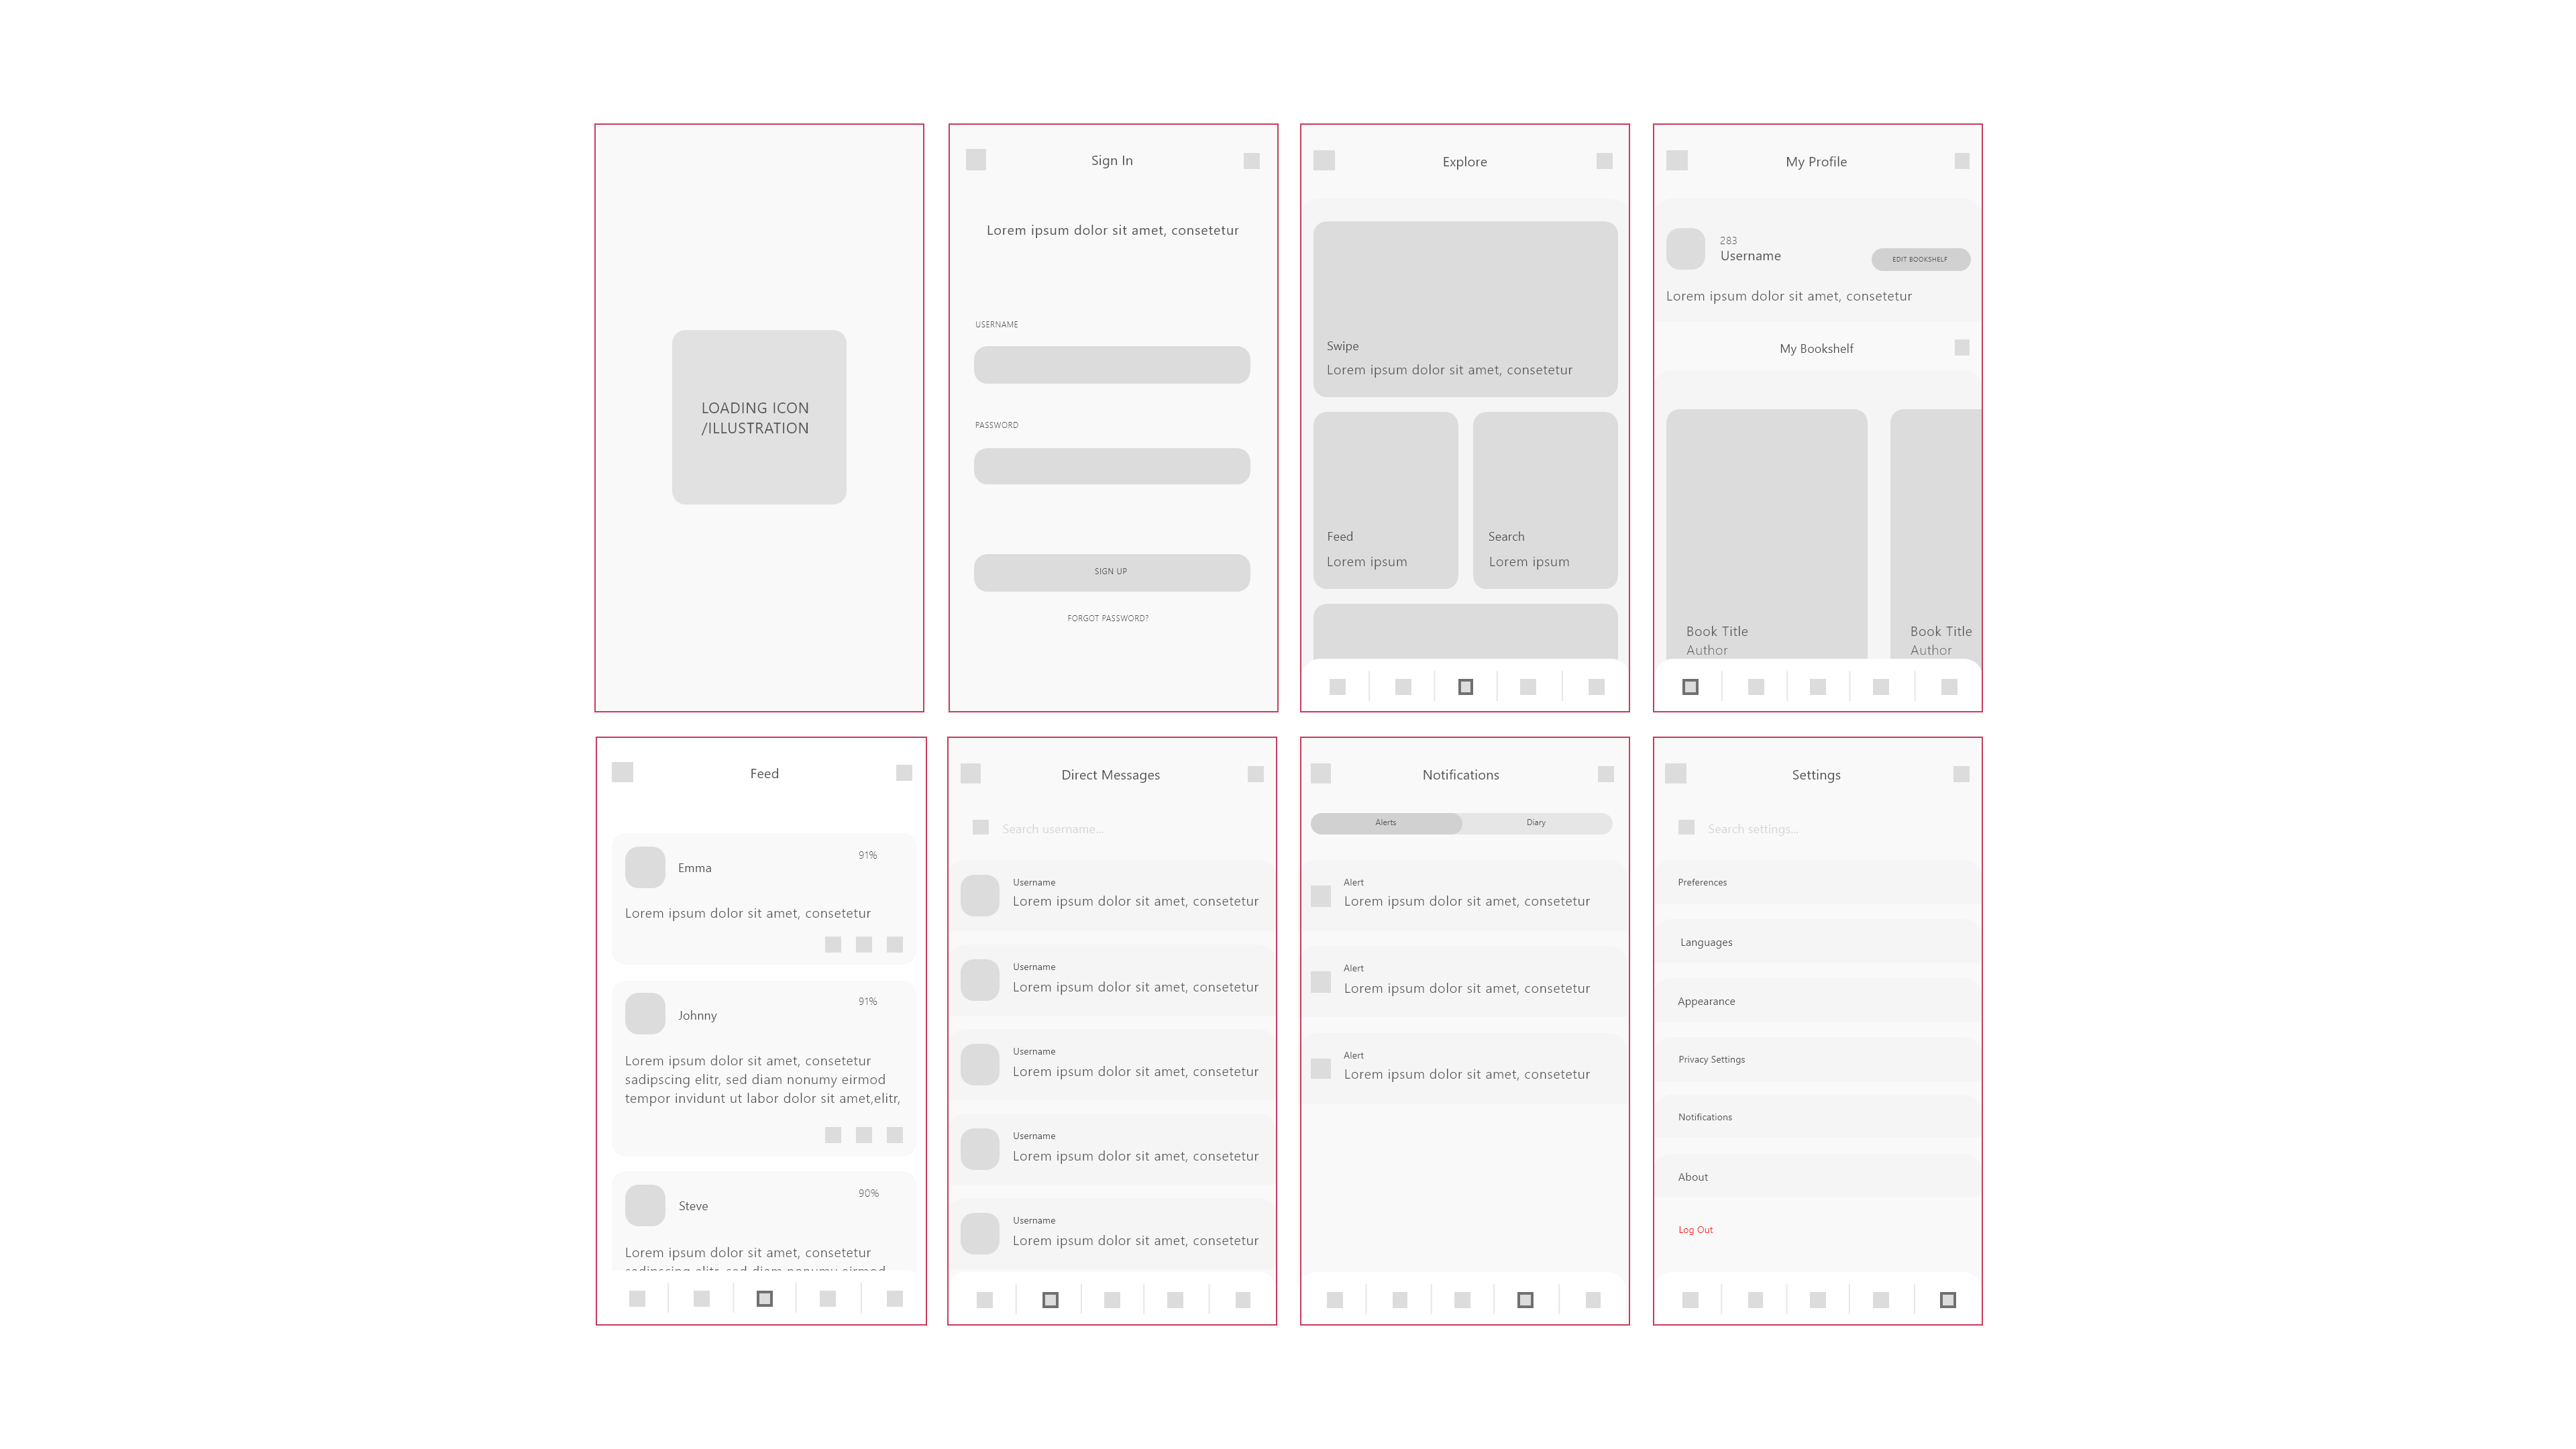 LOADING ICON
/ILLUSTRATION
Sign In
Lorem ipsum dolor sit amet, consetetur
USERNAME
PASSWORD
SIGN UP
FORGOT PASSWORD?
Explore
Swipe
Lorem ipsum dolor sit amet, consetetur
Feed
Lorem ipsum
Search
Lorem ipsum
My Profile
283
Username
EDIT BOOKSHELF
Lorem ipsum dolor sit amet, consetetur
My Bookshelf
Book Title
Author
Book Title
Author
Feed
Emma
91%
Lorem ipsum dolor sit amet, consetetur
Johnny
91%
Lorem ipsum dolor sit amet, consetetur
sadipscing elitr, sed diam nonumy eirmod
tempor invidunt ut labor dolor sit amet,elitr,
Steve
90%
Lorem ipsum dolor sit amet, consetetur
sadipscing elitr, sed diam nonumy eirmod
Direct Messages
Search username...
Username
Lorem ipsum dolor sit amet, consetetur
Username
Lorem ipsum dolor sit amet, consetetur
Username
Lorem ipsum dolor sit amet, consetetur
Username
Lorem ipsum dolor sit amet, consetetur
Username
Lorem ipsum dolor sit amet, consetetur
Notifications
Alerts
Diary
Alert
Lorem ipsum dolor sit amet, consetetur
Alert
Lorem ipsum dolor sit amet, consetetur
Alert
Lorem ipsum dolor sit amet, consetetur
Settings
Search settings...
Preferences
Languages
Appearance
Privacy Settings
Notifications
About
Log Out